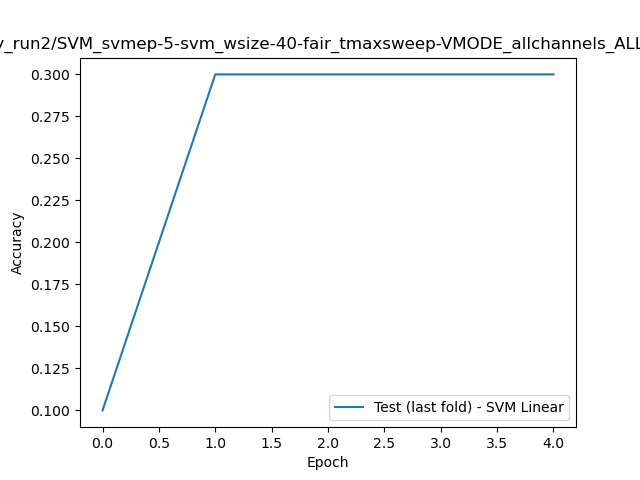 y_run2/SVM_svmep-5-svm_wsize-40-fair_tmaxsweep-VMODE_allchannels_ALL
0.300
0.275
0.250
0.225
0.200
0.175
0.150
0.125
0.100
Accuracy
Test (last fold) - SVM Linear
0.0 0.5 1.0 1.5 2.0 2.5 3.0 3.5 4.0
Epoch